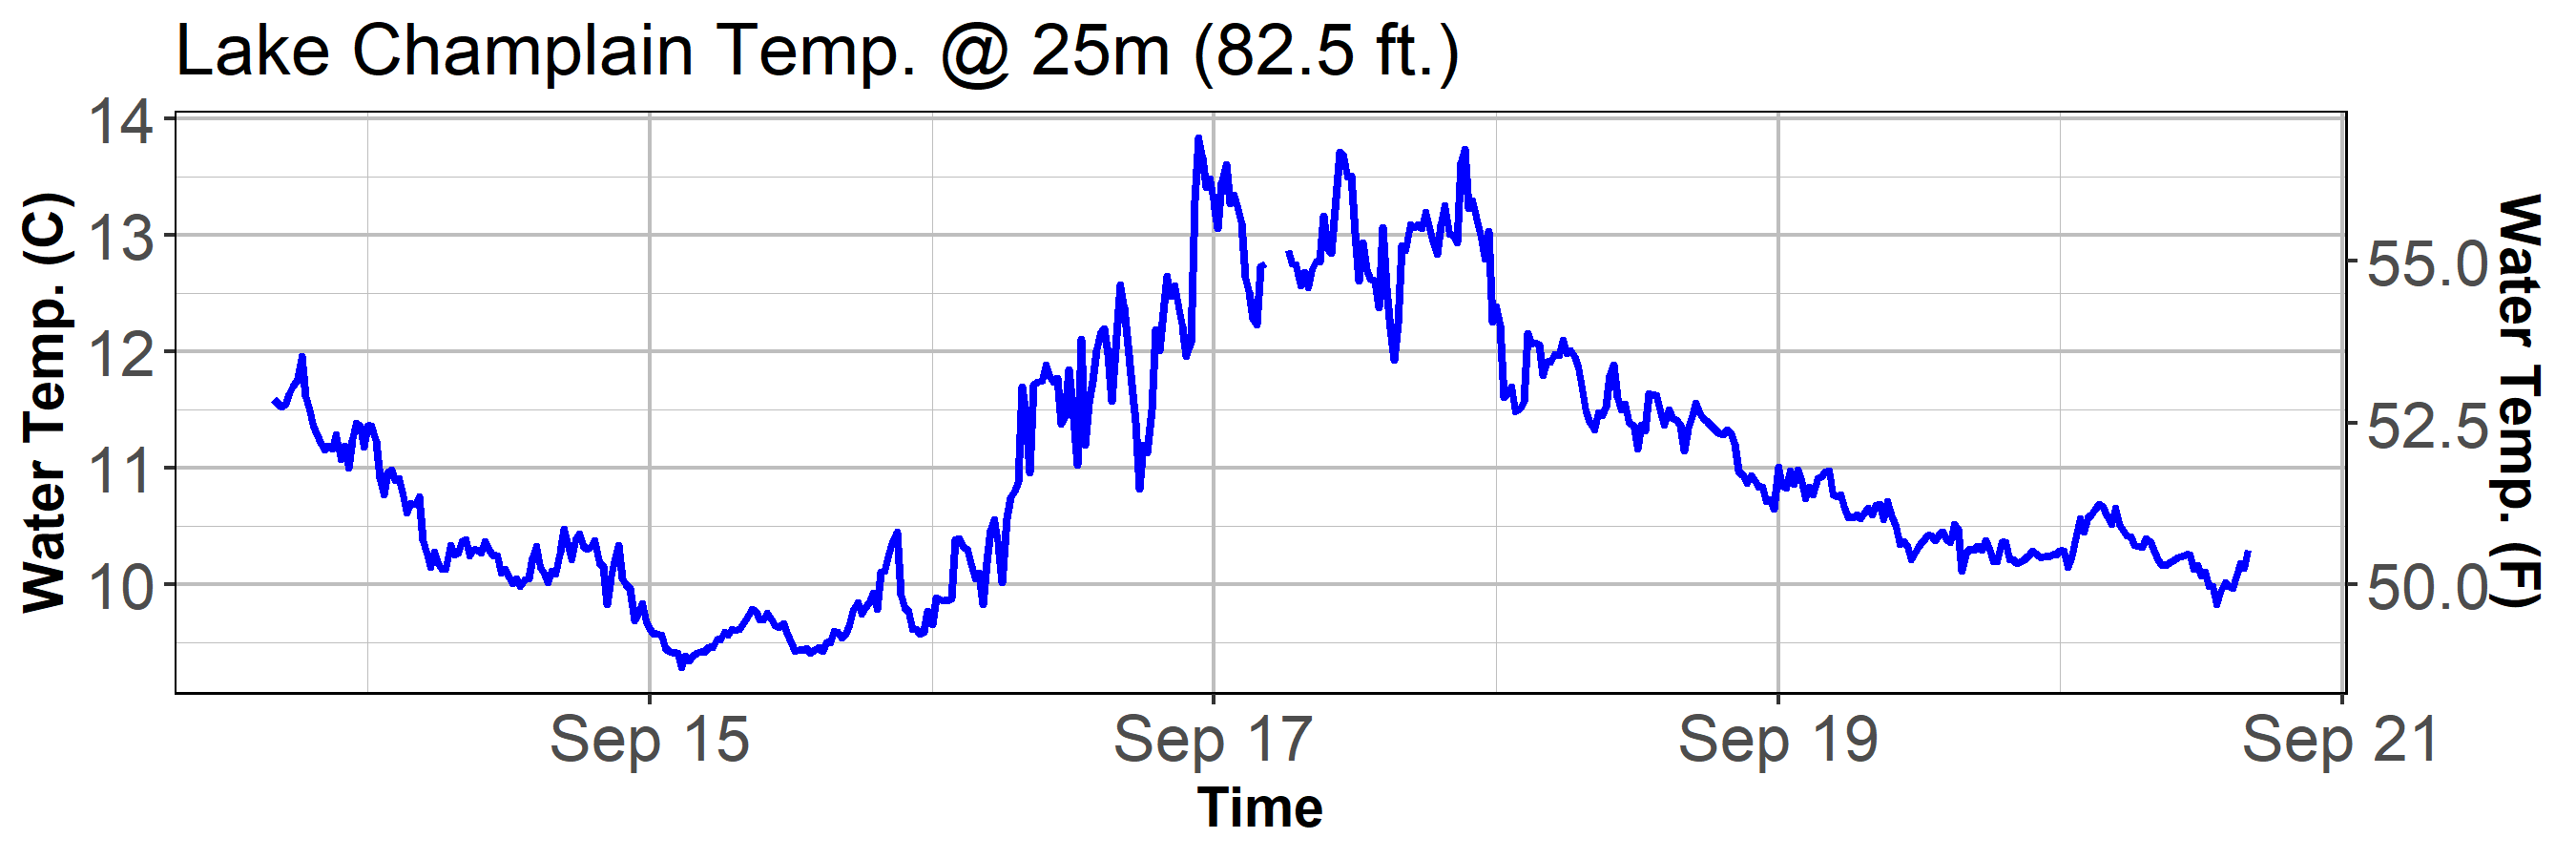 Lake Champlain Temp. @ 25m (82.5 ft.)
Water Temp. (C)
14
13
12
11
10
55.0
52.5
50.0
Water Temp. (F)
Sep 15 Sep 17 Sep 19 Sep 21
Time